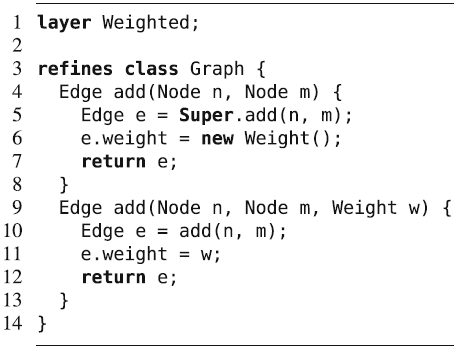 1 layer Weighted;
2
3 refines class Graph {
4   Edge add(Node n, Node m) {
5     Edge e = Super.add(n, m);
6     e.weight = new Weight();
7     return e;
8   }
9   Edge add(Node n, Node m, Weight w) {
10     Edge e = add(n, m);
11     e.weight = w;
12     return e;
13   }
14 }